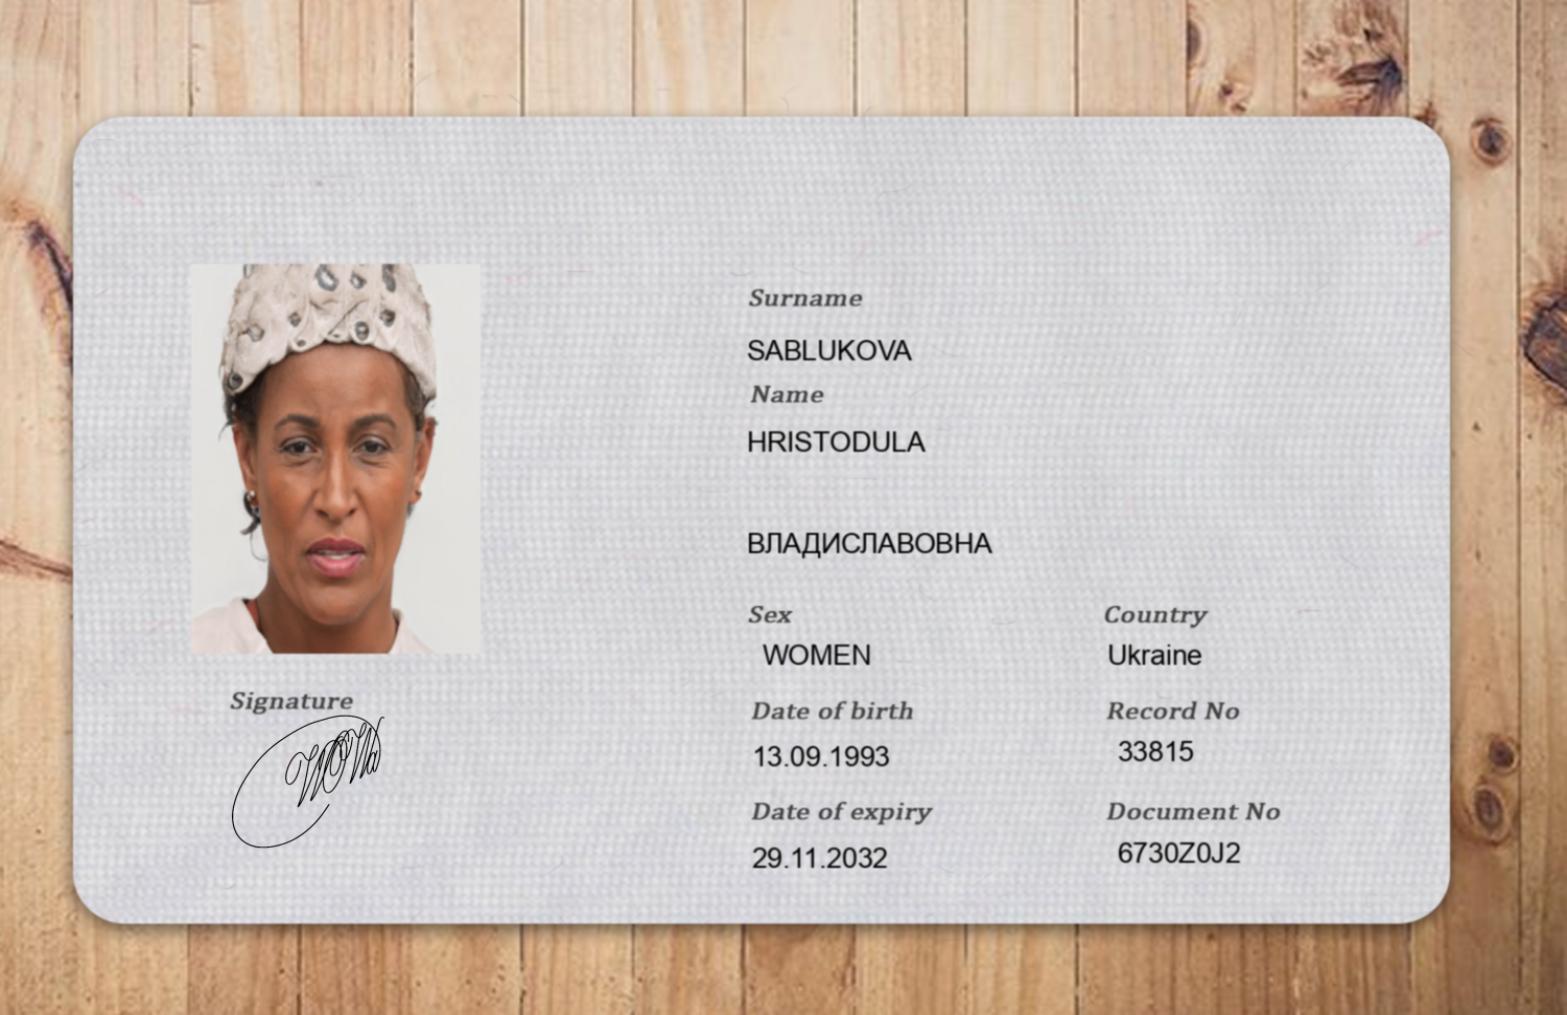 Surname
SABLUKOVA
Name
HRISTODULA
ВЛАДИСЛАВОВНА
Sex
Country
WOMEN
Ukraine
Date of birth
Record No
13.09.1993
33815
Date of expiry
Document No
29.11.2032
6730Z0J2
Signature